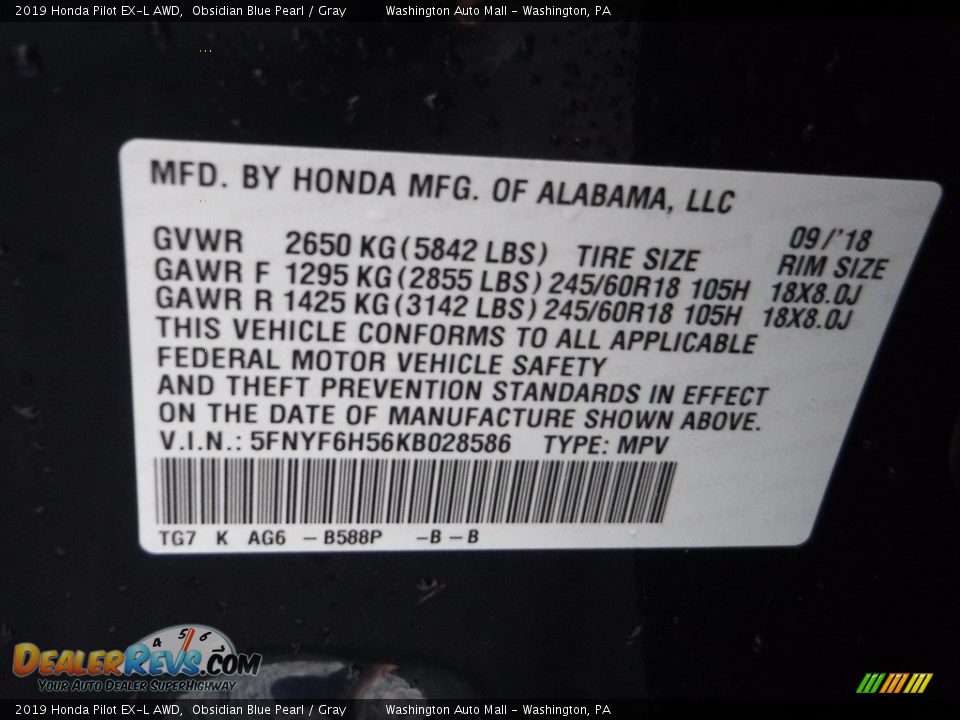 2019 Honda Pilot EX-L AWD,  Obsidian Blue Pearl / Gray  Washington Auto Mall - Washington, PA
MFD. BY HONDA MFG. OF ALABAMA, LLC
09/'18
GVWR 2650 KG (5842 LBS) TIRE SIZE RIM SIZE
GAWR F 1295 KG (2855 LBS) 245/60R18 105H 18X8.0J
GAWR R 1425 KG (3142 LBS) 245/60R18 105H 18X8.0J
THIS VEHICLE CONFORMS TO ALL APPLICABLE
FEDERAL MOTOR VEHICLE SAFETY
AND THEFT PREVENTION STANDARDS IN EFFECT
ON THE DATE OF MANUFACTURE SHOWN ABOVE.
V.I.N.: 5FNYF6H56KB028586 TYPE: MPV
TG7 K AG6 – B588P –B – B
4 5 6
DEALERREVS.COM
YOUR AUTO DEALER SUPERHIGHWAY
2019 Honda Pilot EX-L AWD,  Obsidian Blue Pearl / Gray  Washington Auto Mall - Washington, PA